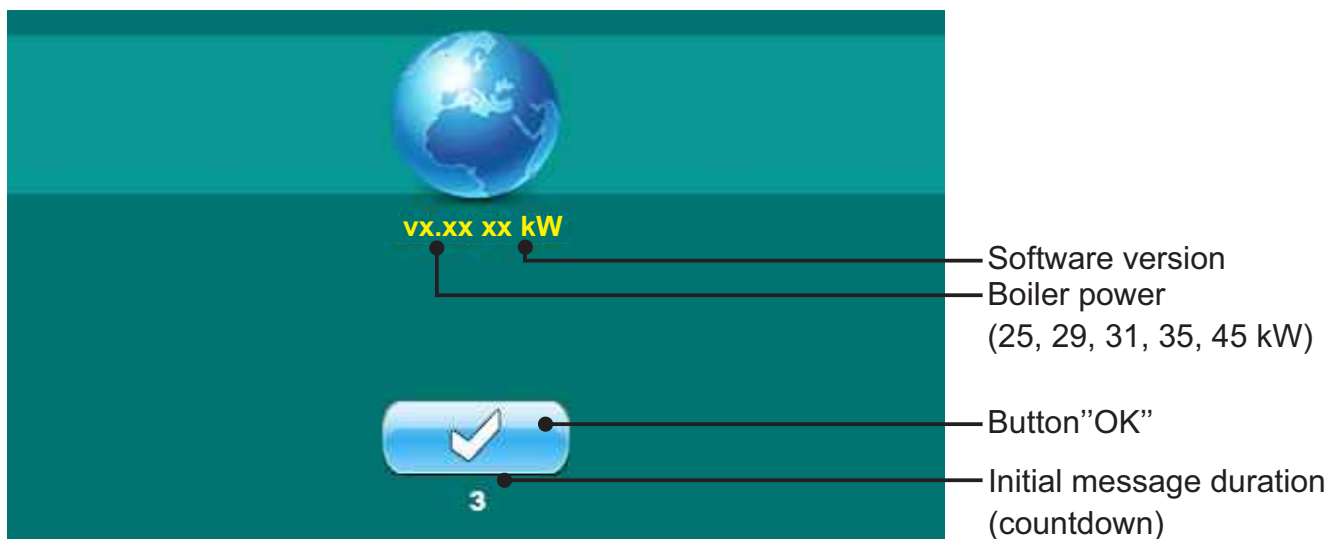 vx.xx xx kW
Software version
Boiler power
(25, 29, 31, 35, 45 kW)
Button’’OK’’
3
Initial message duration
(countdown)